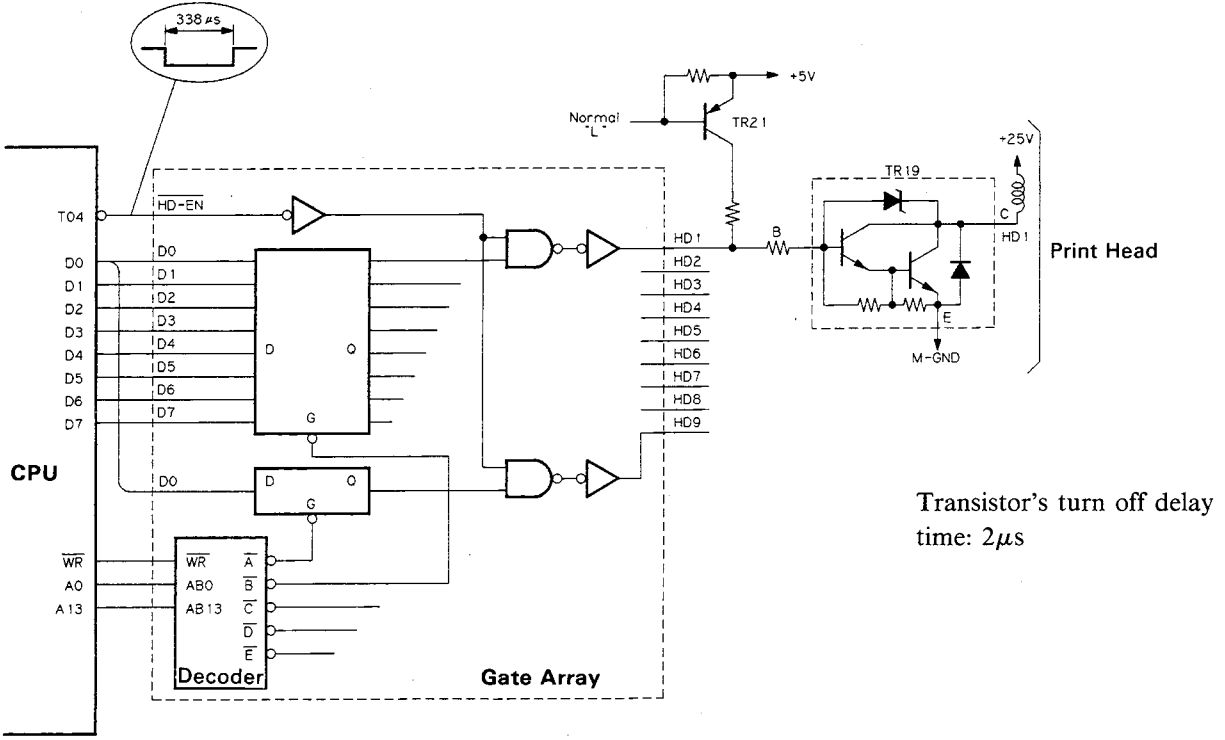 338 μs
+5V
Normal
"L"
TR21
+25V
TR19
T04
HD-EN
C
HD1
B
HD1
Print Head
D0
D0
HD2
D1
D1
HD3
D2
D2
HD4
D3
D3
HD5
E
D4
D4
D
Q
HD6
M-GND
D5
D5
HD7
D6
D6
HD8
D7
D7
G
HD9
CPU
D0
D
Q
G
Transistor's turn off delay
time: 2μs
WR
WR
A
A0
AB0
B
A13
AB13
C
D
E
Decoder
Gate Array